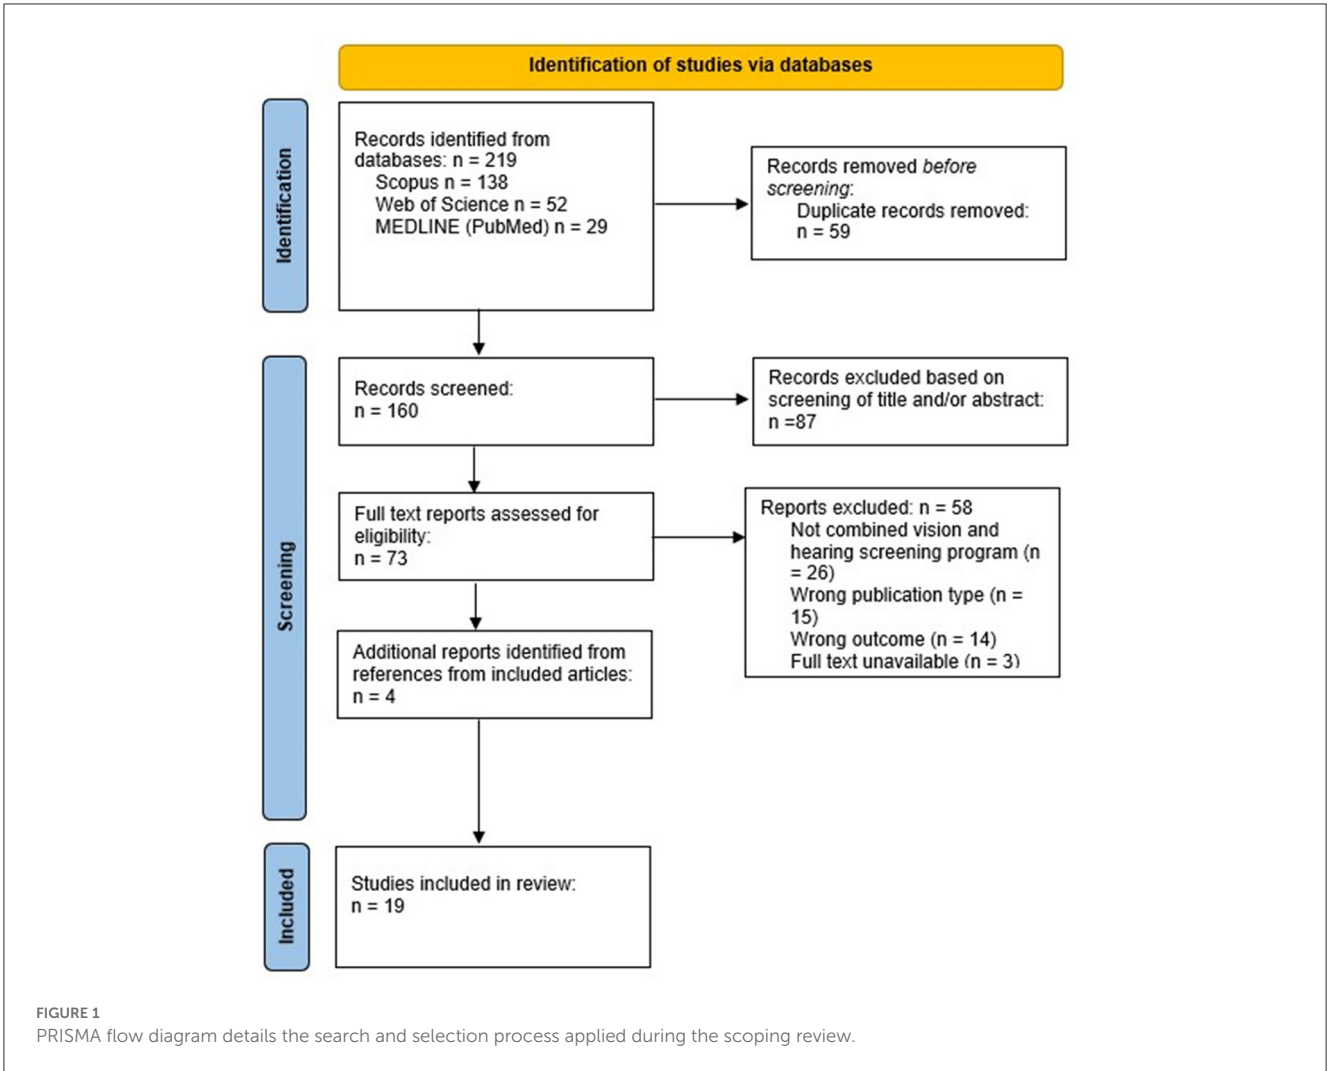 Identification of studies via databases
Identification
Records identified from
databases: n = 219
Scopus n = 138
Web of Science n = 52
MEDLINE (PubMed) n = 29
Records removed before
screening:
Duplicate records removed:
n = 59
Screening
Records screened:
n = 160
Records excluded based on
screening of title and/or abstract:
n =87
Full text reports assessed for
eligibility:
n = 73
Reports excluded: n = 58
Not combined vision and
hearing screening program (n
= 26)
Wrong publication type (n =
15)
Wrong outcome (n = 14)
Full text unavailable (n = 3)
Additional reports identified from
references from included articles:
n = 4
Included
Studies included in review:
n = 19
FIGURE 1
PRISMA flow diagram details the search and selection process applied during the scoping review.